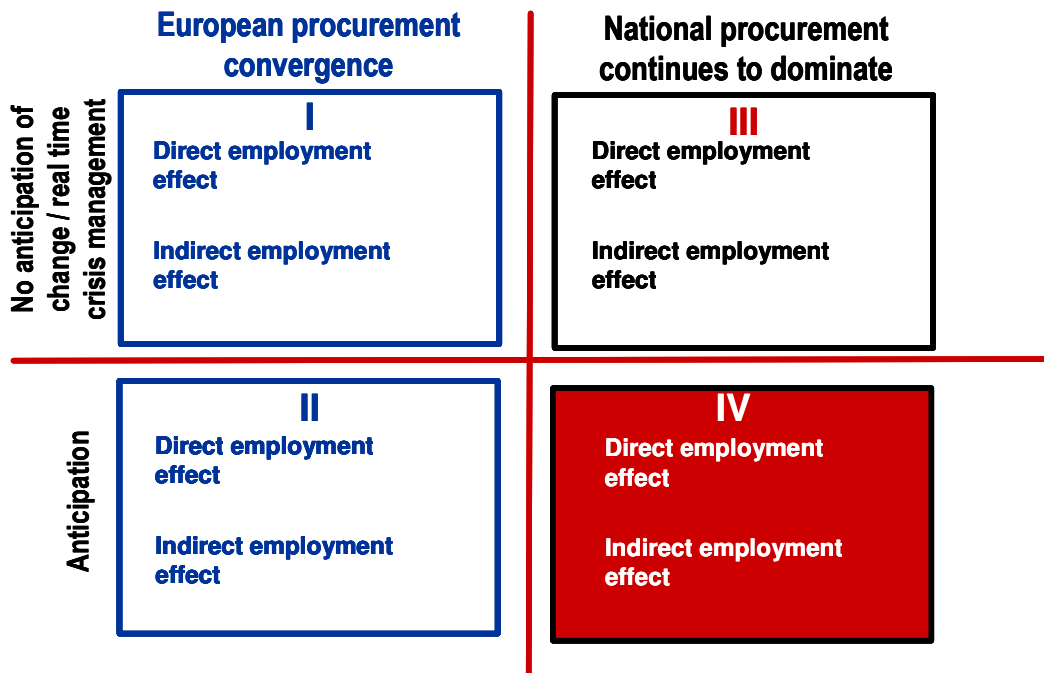 European procurement
convergence
National procurement
continues to dominate
No anticipation of
change / real time
crisis management
I
Direct employment
effect
Indirect employment
effect
III
Direct employment
effect
Indirect employment
effect
Anticipation
II
Direct employment
effect
Indirect employment
effect
IV
Direct employment
effect
Indirect employment
effect